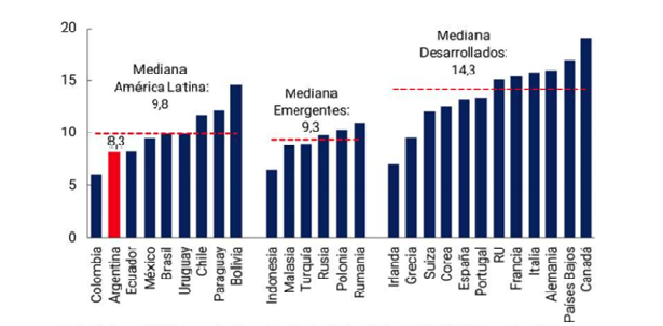 20
15
10
5
0
Mediana
América Latina:
9,8
8,3
Mediana
Emergentes:
9,3
Mediana
Desarrollados:
14,3
Colombia
Argentina
Ecuador
México
Brasil
Uruguay
Chile
Paraguay
Bolivia
Indonesia
Malasia
Turquía
Rusia
Polonia
Rumania
Irlanda
Grecia
Suiza
Corea
España
Portugal
RU
Francia
Italia
Alemania
Países Bajos
Canadá